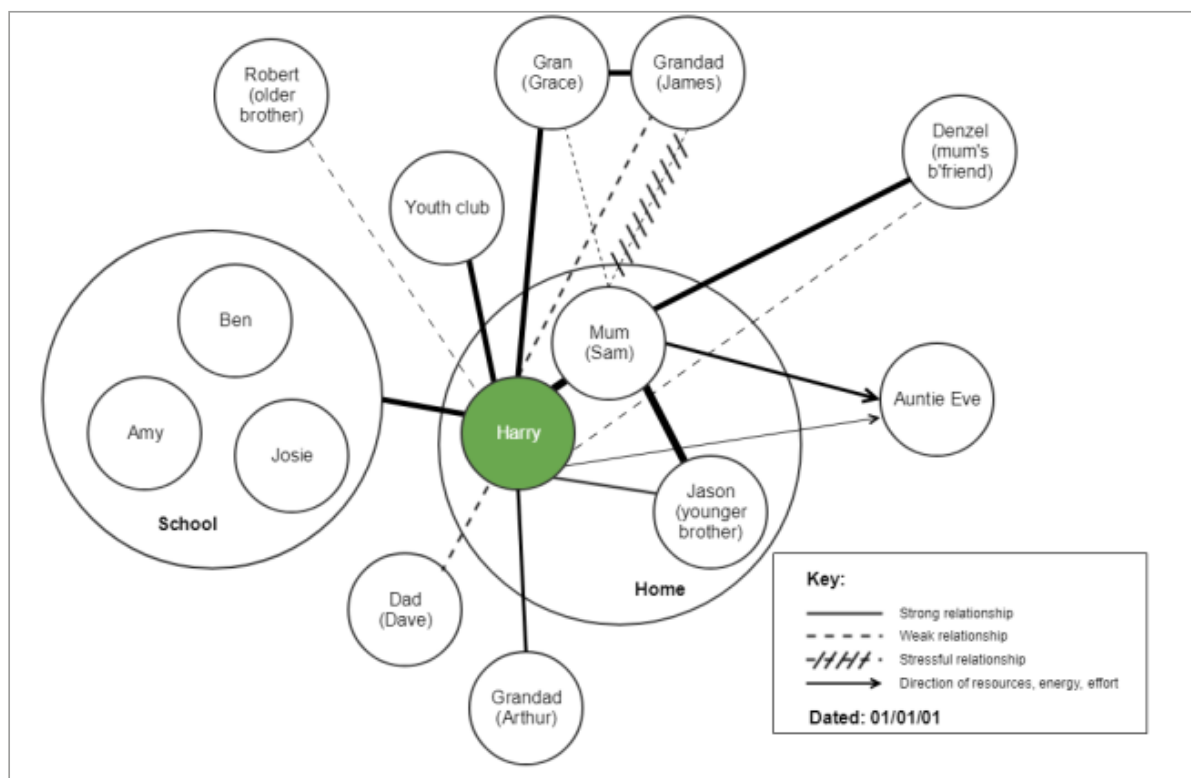 Robert
(older
brother)
Gran
(Grace)
Grandad
(James)
Denzel
(mum's
b'friend)
Youth club
Ben
Amy
Josie
School
Mum
(Sam)
Harry
Auntie Eve
Jason
(younger
brother)
Home
Dad
(Dave)
Grandad
(Arthur)
Key:
Strong relationship
Weak relationship
Stressful relationship
Direction of resources, energy, effort
Dated: 01/01/01